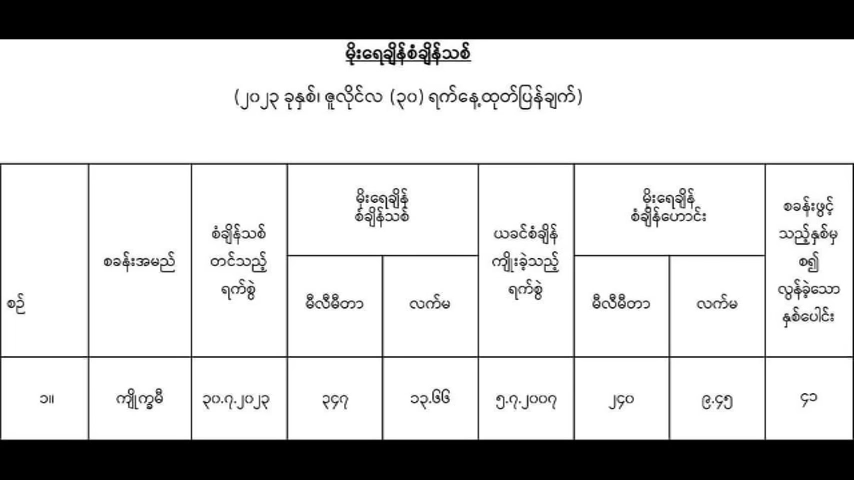 မိုးရေချိန်စံချိန်သစ်
(၂၀၂၃ ခုနှစ်၊ ဇူလိုင်လ (၃၀) ရက်နေ့ထုတ်ပြန်ချက်)
စဉ်
စခန်းအမည်
စံချိန်သစ်
တင်သည့်
ရက်စွဲ
မိုးရေချိန်
စံချိန်သစ်
မီလီမီတာ
လက်မ
ယခင်စံချိန်
ကျိုးခဲ့သည့်
ရက်စွဲ
မိုးရေချိန်
စံချိန်ဟောင်း
မီလီမီတာ
လက်မ
စခန်းဖွင့်
သည့်နှစ်မှ
စ၍
လွန်ခဲ့သော
နှစ်ပေါင်း
၁။
ကျိုက္ခမီ
၃၀.၇.၂၀၂၃
၃၄၇
၁၃.၆၆
၅.၇.၂၀၀၇
၂၄၀
၉.၄၅
၄၁